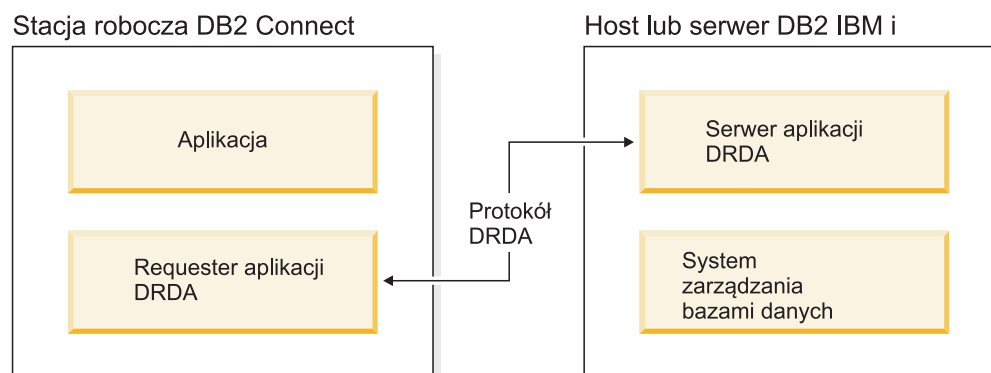 Stacja robocza DB2 Connect
Host lub serwer DB2 IBM i
Aplikacja
Serwer aplikacji
DRDA
Protokół
DRDA
Requester aplikacji
DRDA
System
zarządzania
bazami danych